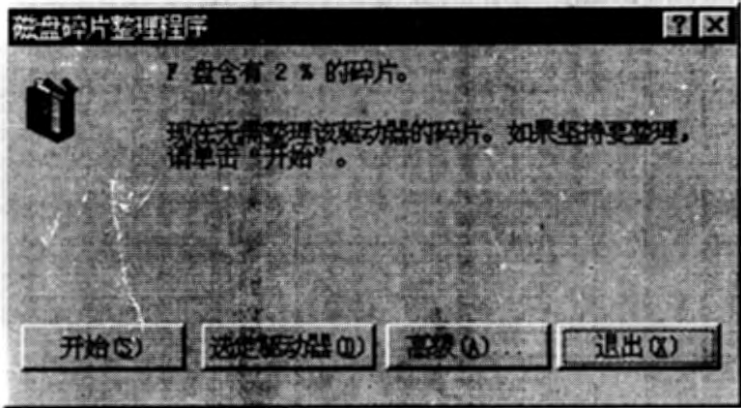 磁盘碎片整理程序
F 盘含有 2 % 的碎片。
现在无需整理该驱动器的碎片。如果坚持要整理,
请单击“开始”。
开始(S)
选定驱动器(D)
高级(A)...
退出(X)